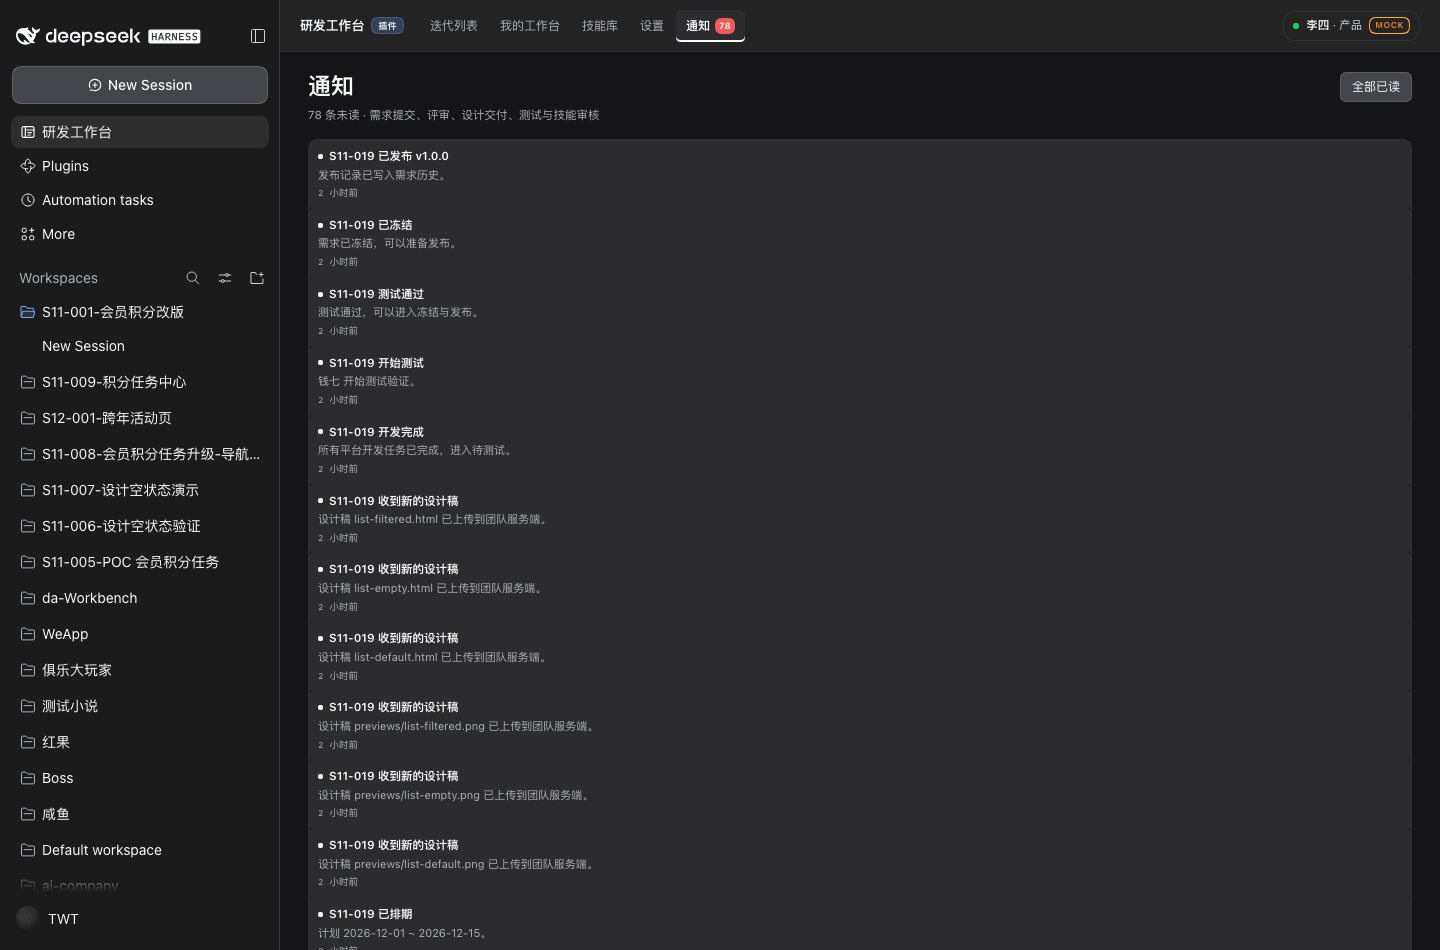 deepseek HARNESS
New Session
研发工作台
Plugins
Automation tasks
More
Workspaces
S11-001-会员积分改版
New Session
S11-009-积分任务中心
S12-001-跨年活动页
S11-008-会员积分任务升级-导航...
S11-007-设计空状态演示
S11-006-设计空状态验证
S11-005-POC 会员积分任务
da-Workbench
WeApp
俱乐大玩家
测试小说
红果
Boss
咸鱼
Default workspace
ai-company
TWT
研发工作台 插件 迭代列表 我的工作台 技能库 设置 通知 78 李四 · 产品 MOCK
通知
全部已读
78 条未读 · 需求提交、评审、设计交付、测试与技能审核
S11-019 已发布 v1.0.0
发布记录已写入需求历史。
2 小时前
S11-019 已冻结
需求已冻结，可以准备发布。
2 小时前
S11-019 测试通过
测试通过，可以进入冻结与发布。
2 小时前
S11-019 开始测试
钱七 开始测试验证。
2 小时前
S11-019 开发完成
所有平台开发任务已完成，进入待测试。
2 小时前
S11-019 收到新的设计稿
设计稿 list-filtered.html 已上传到团队服务端。
2 小时前
S11-019 收到新的设计稿
设计稿 list-empty.html 已上传到团队服务端。
2 小时前
S11-019 收到新的设计稿
设计稿 list-default.html 已上传到团队服务端。
2 小时前
S11-019 收到新的设计稿
设计稿 previews/list-filtered.png 已上传到团队服务端。
2 小时前
S11-019 收到新的设计稿
设计稿 previews/list-empty.png 已上传到团队服务端。
2 小时前
S11-019 收到新的设计稿
设计稿 previews/list-default.png 已上传到团队服务端。
2 小时前
S11-019 已排期
计划 2026-12-01 ~ 2026-12-15。
2 小时前